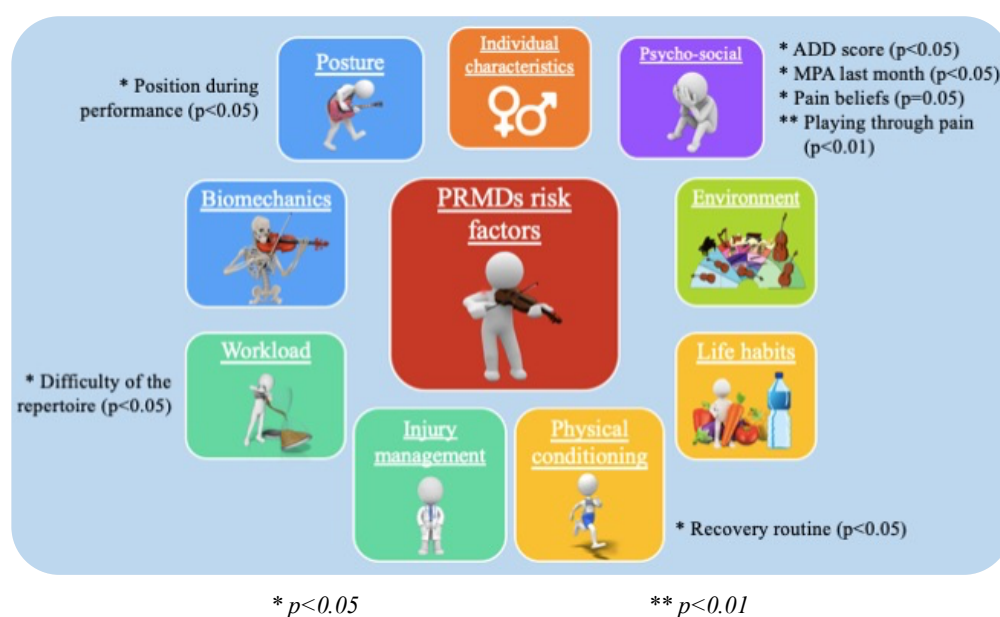 Posture
Individual
characteristics
Psycho-social
* Position during
performance (p<0.05)
* ADD score (p<0.05)
* MPA last month (p<0.05)
* Pain beliefs (p=0.05)
** Playing through pain
(p<0.01)
Biomechanics
PRMDs risk
factors
Environment
Workload
Life habits
* Difficulty of the
repertoire (p<0.05)
Injury
management
Physical
conditioning
* Recovery routine (p<0.05)
* p<0.05
** p<0.01